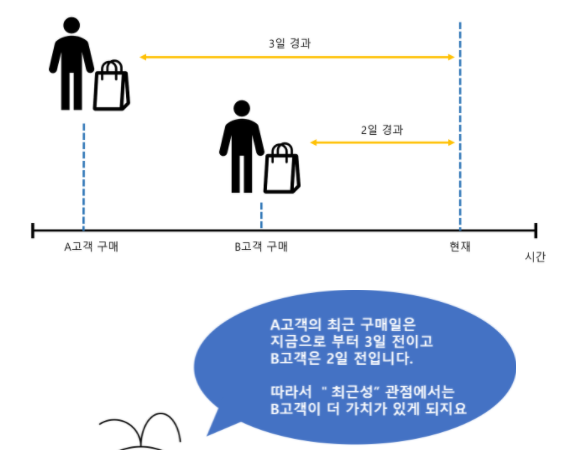 3일 경과
2일 경과
A고객 구매
B고객 구매
현재
시간
A고객의 최근 구매일은
지금으로 부터 3일 전이고
B고객은 2일 전입니다.
따라서 “ 최근성” 관점에서는
B고객이 더 가치가 있게 되지요